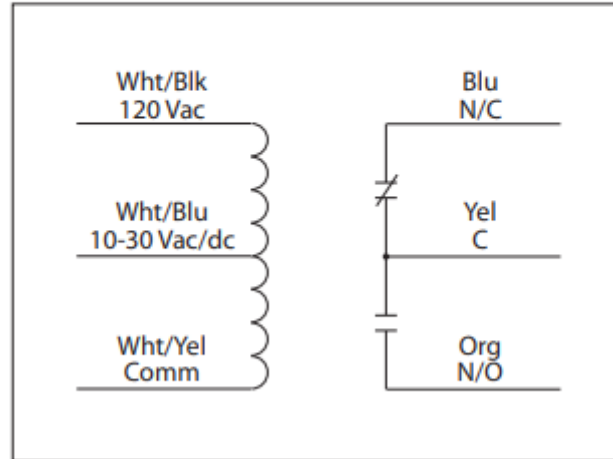 Wht/Blk
120 Vac
Wht/Blu
10-30 Vac/dc
Wht/Yel
Comm
Blu
N/C
Yel
C
Org
N/O